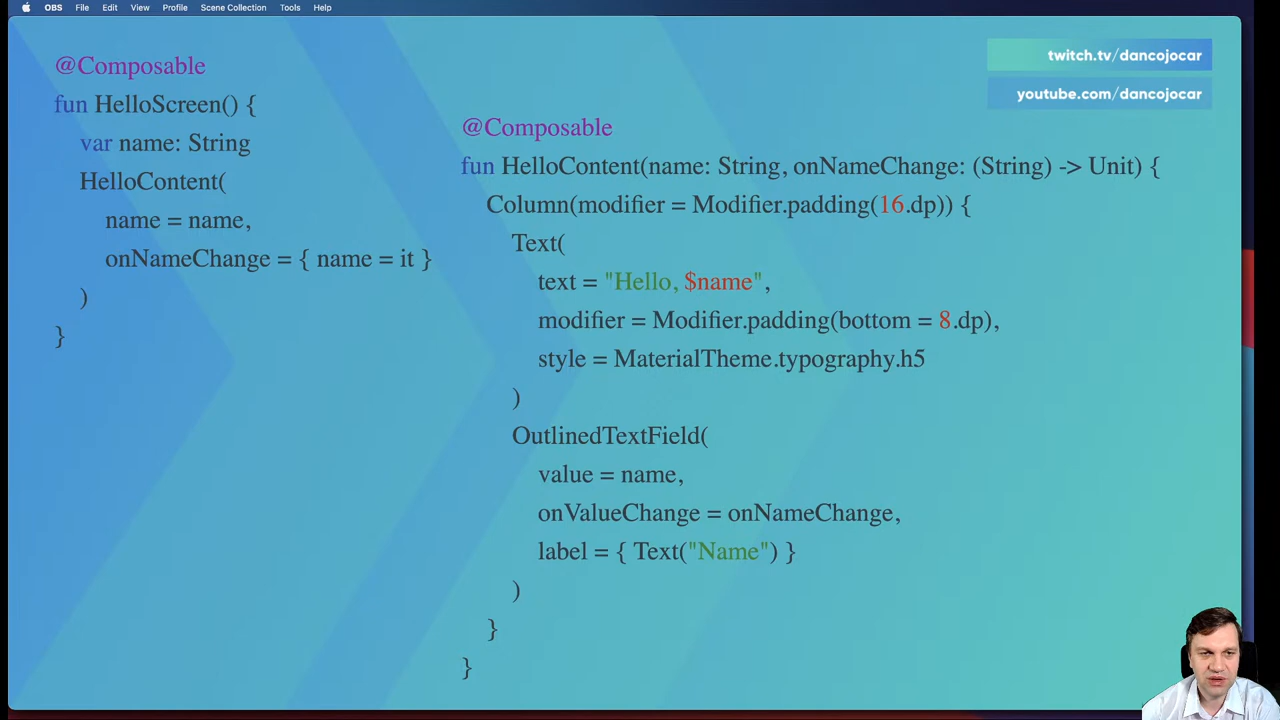 OBS File Edit View Profile Scene Collection Tools Help
twitch.tv/dancojocar
youtube.com/dancojocar
@Composable
fun HelloScreen() {
var name: String
HelloContent(
name = name,
onNameChange = { name = it }
)
}
@Composable
fun HelloContent(name: String, onNameChange: (String) -> Unit) {
Column(modifier = Modifier.padding(16.dp)) {
Text(
text = "Hello, $name",
modifier = Modifier.padding(bottom = 8.dp),
style = MaterialTheme.typography.h5
)
OutlinedTextField(
value = name,
onValueChange = onNameChange,
label = { Text("Name") }
)
}
}